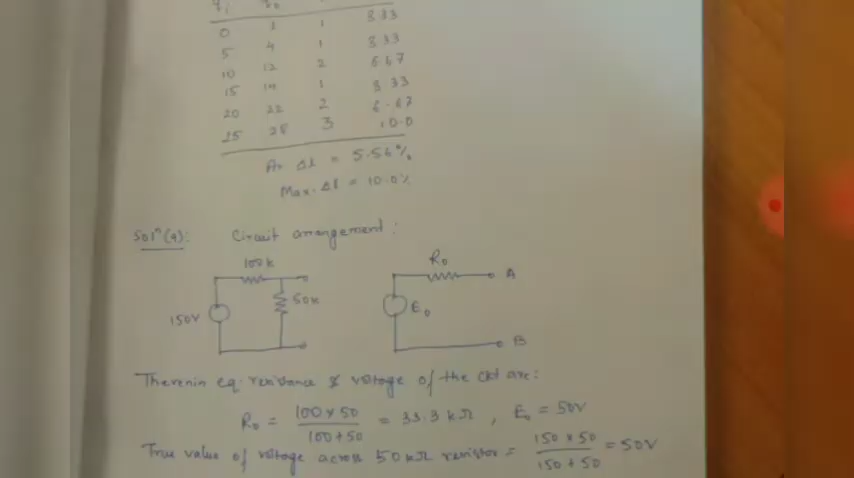 0 1 1 3.33
5 4 1 3.33
10 12 2 6.67
15 14 1 3.33
20 22 2 6.67
25 28 3 10.0
Av Δl = 5.56%
Max. Δl = 10.0%
Solⁿ(4): Circuit arrangement:
100k
50k
150V
R₀
A
E₀
B
Thevenin eq. resistance & voltage of the ckt are:
R₀ = 100 × 50 / 100 + 50 = 33.3 kΩ, E₀ = 50V
True value of voltage across 50 kΩ resistor = 150 × 50 / 150 + 50 = 50V